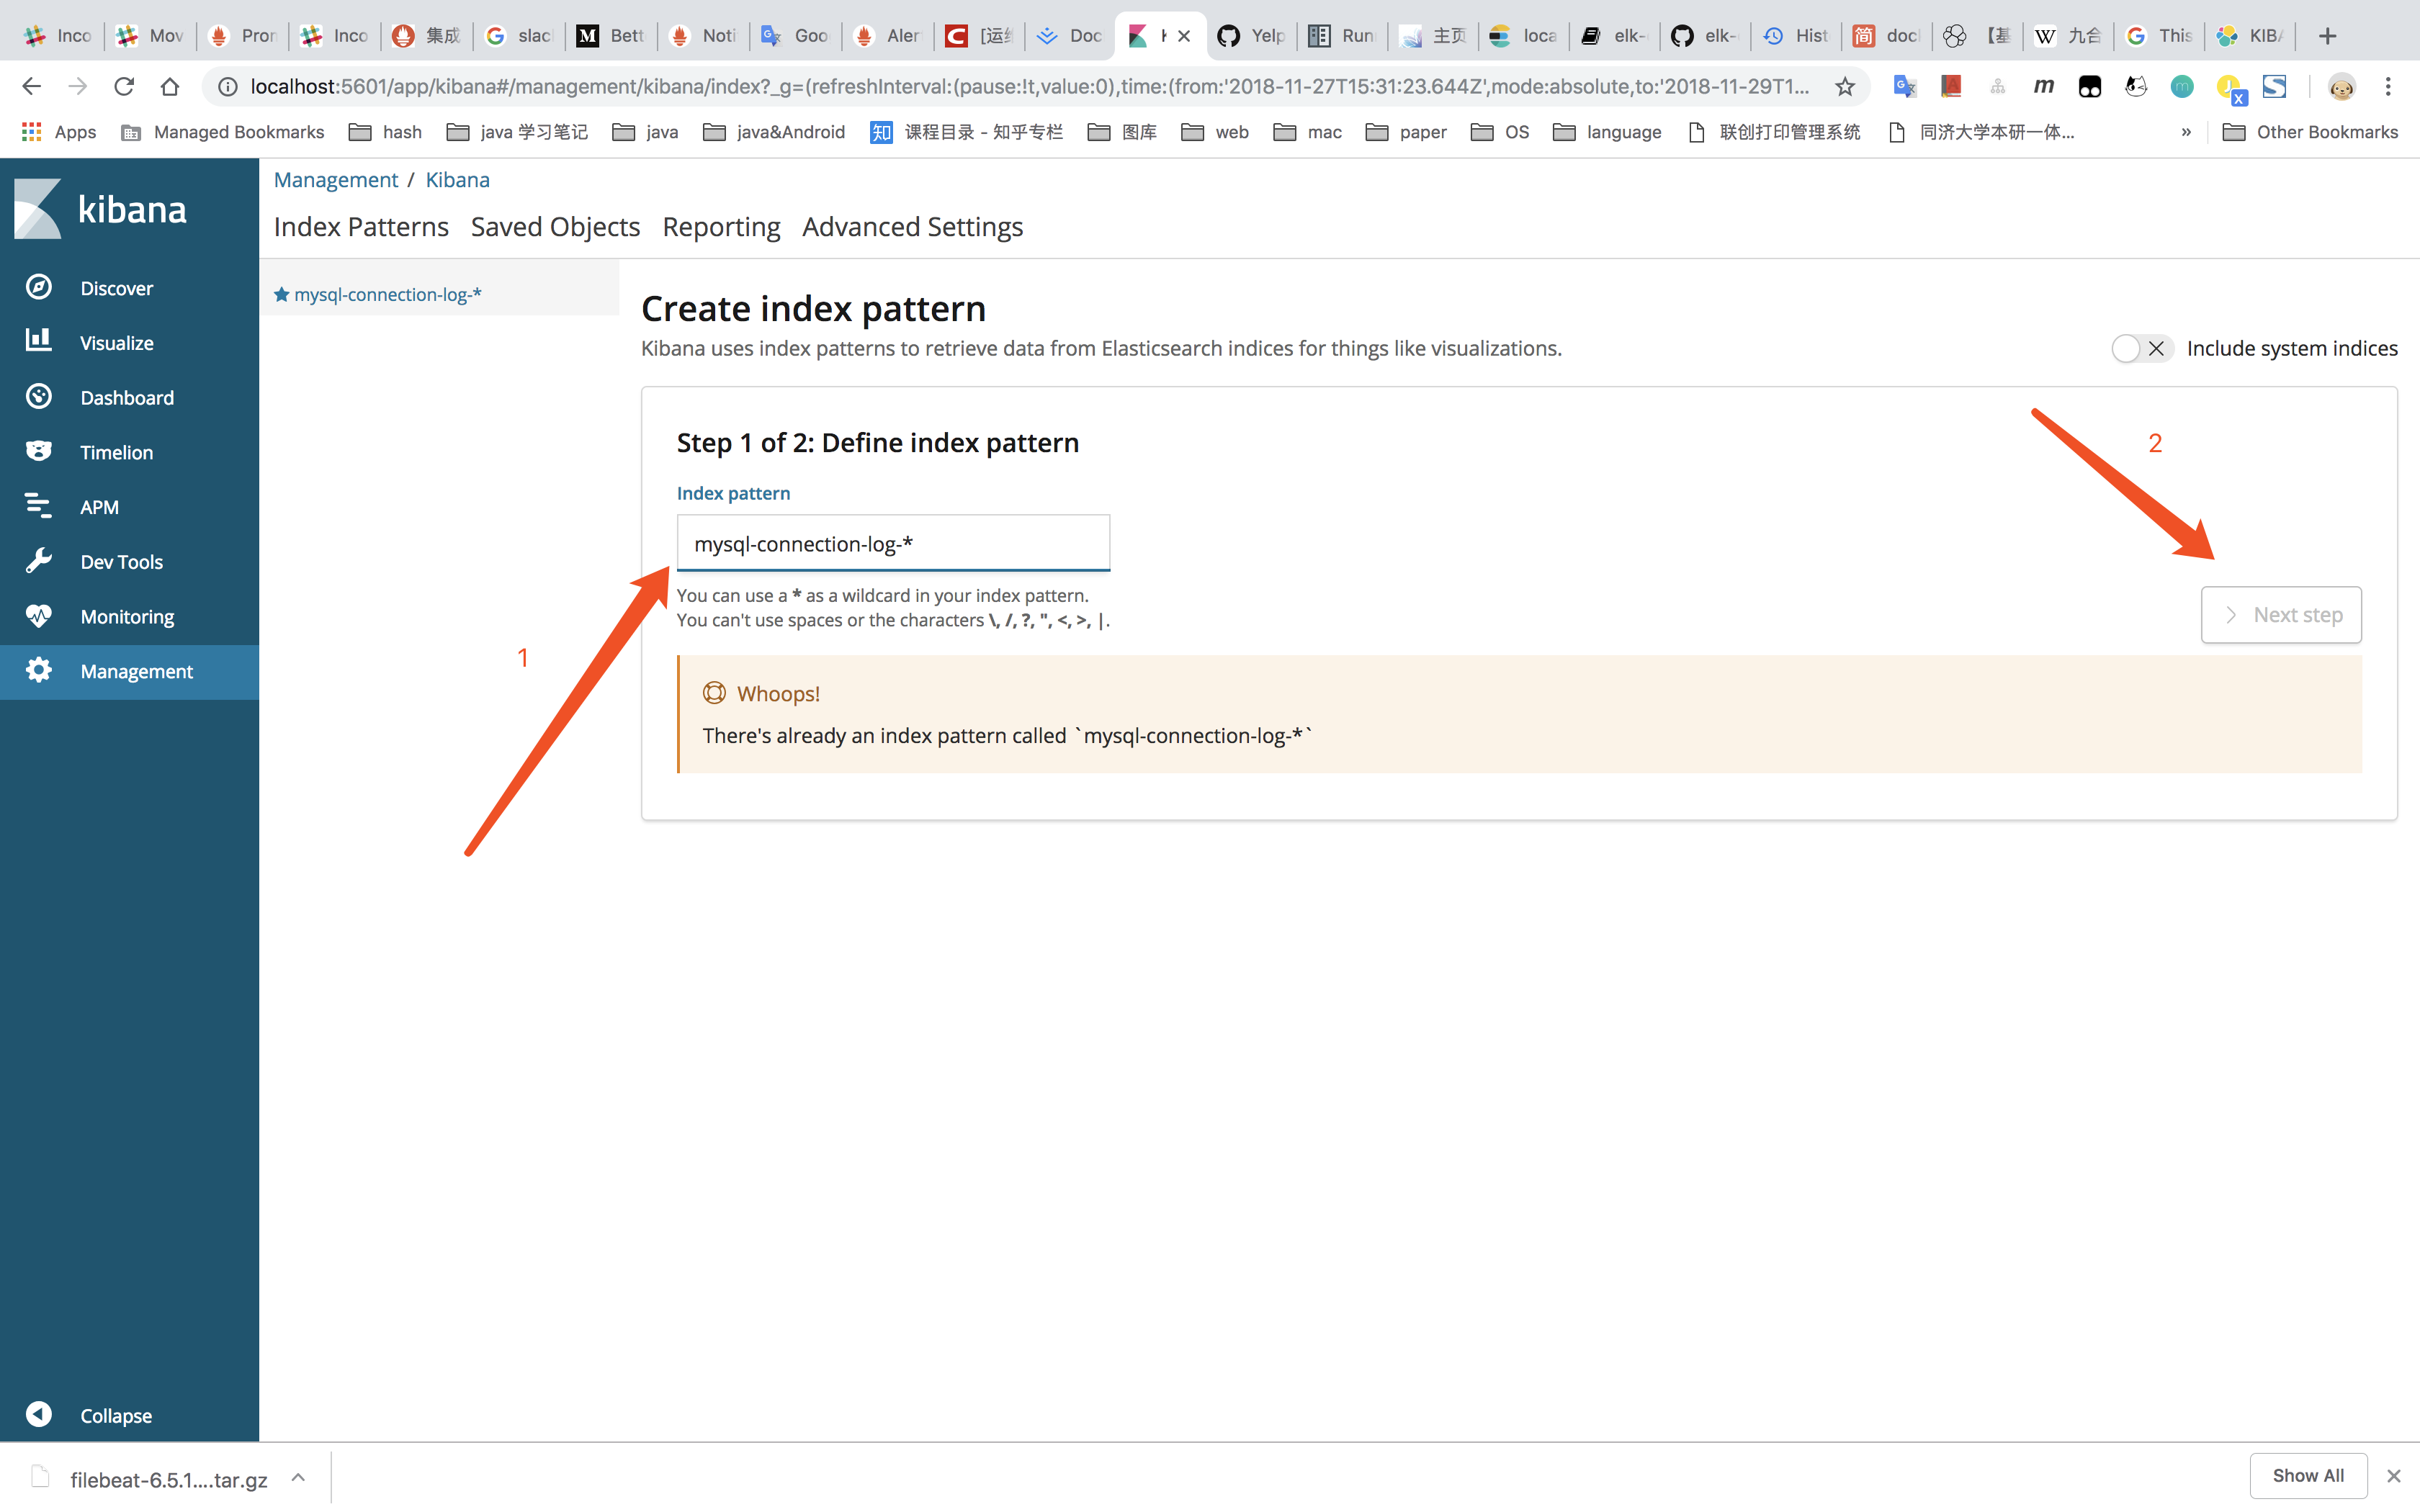 Inco Mov Pron Inco 集成 slac Bett Noti Goo Aler [运 Doc Yelp Run 主页 loca elk- elk- Hist doc 【基 九合 This KIBA
localhost:5601/app/kibana#/management/kibana/index?_g=(refreshInterval:(pause:!t,value:0),time:(from:'2018-11-27T15:31:23.644Z',mode:absolute,to:'2018-11-29T1...
Apps Managed Bookmarks hash java 学习笔记 java java&Android 知 课程目录 - 知乎专栏 图库 web mac paper OS language 联创打印管理系统 同济大学本研一体... » Other Bookmarks
kibana
Discover
Visualize
Dashboard
Timelion
APM
Dev Tools
Monitoring
Management
Collapse
Management / Kibana
Index Patterns Saved Objects Reporting Advanced Settings
mysql-connection-log-*
Create index pattern
Kibana uses index patterns to retrieve data from Elasticsearch indices for things like visualizations.
Include system indices
Step 1 of 2: Define index pattern
2
Index pattern
mysql-connection-log-*
You can use a * as a wildcard in your index pattern.
You can't use spaces or the characters \, /, ?, ", <, >, |.
1
Next step
Whoops!
There's already an index pattern called `mysql-connection-log-*`
filebeat-6.5.1....tar.gz
Show All